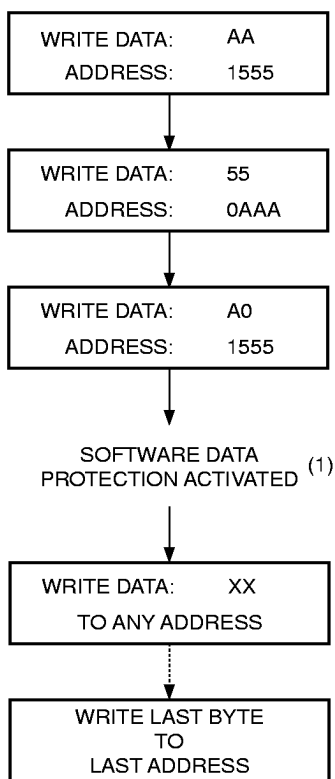 WRITE DATA: AA
ADDRESS: 1555
WRITE DATA: 55
ADDRESS: 0AAA
WRITE DATA: A0
ADDRESS: 1555
SOFTWARE DATA
PROTECTION ACTIVATED (1)
WRITE DATA: XX
TO ANY ADDRESS
WRITE LAST BYTE
TO
LAST ADDRESS